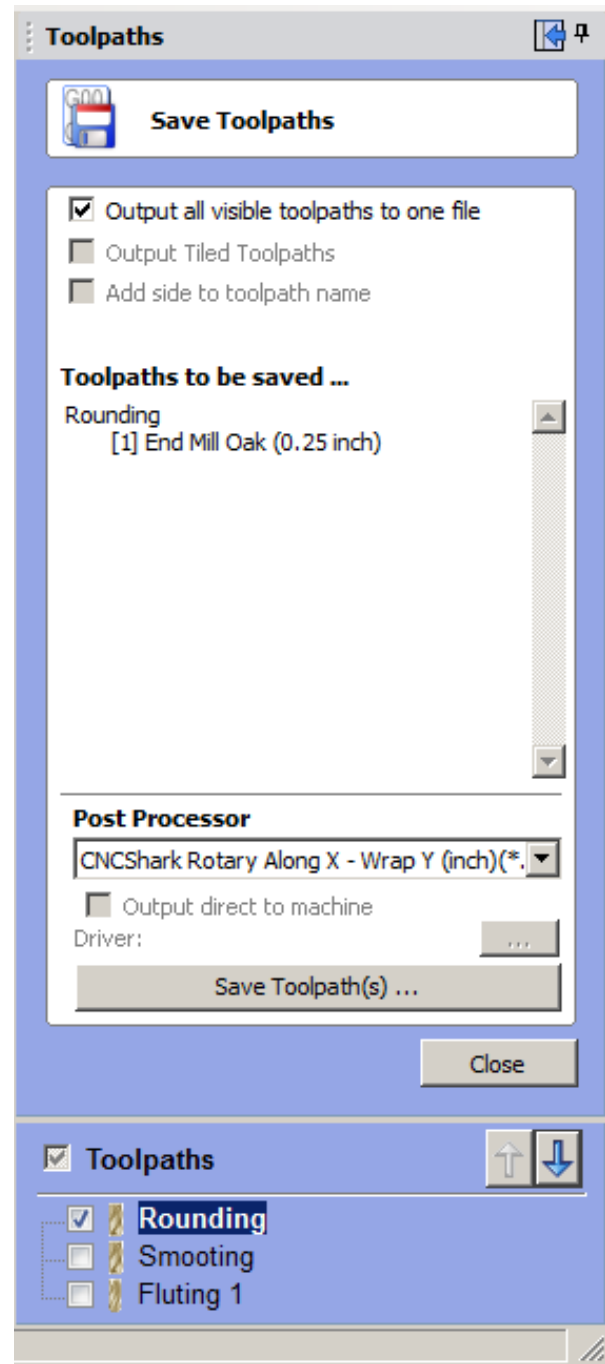 Toolpaths
G00
Save Toolpaths
Output all visible toolpaths to one file
Output Tiled Toolpaths
Add side to toolpath name
Toolpaths to be saved ...
Rounding
[1] End Mill Oak (0.25 inch)
Post Processor
CNCShark Rotary Along X - Wrap Y (inch)(*.
Output direct to machine
Driver:
...
Save Toolpath(s) ...
Close
Toolpaths
Rounding
Smooting
Fluting 1